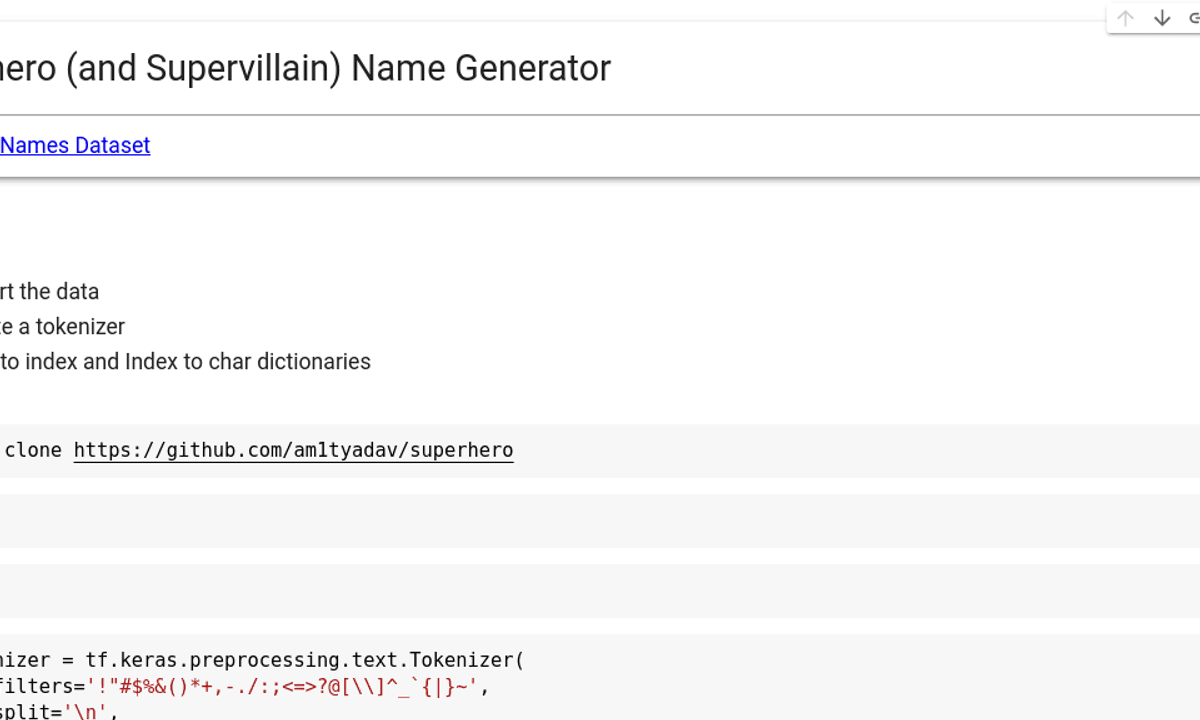 hero (and Supervillain) Name Generator
Names Dataset
rt the data
te a tokenizer
to index and Index to char dictionaries
clone https://github.com/am1tyadav/superhero
nizer = tf.keras.preprocessing.text.Tokenizer(
filters='!"#$%&()*+,-./:;<=>?@[\\]^_`{|}~',
split='\n',